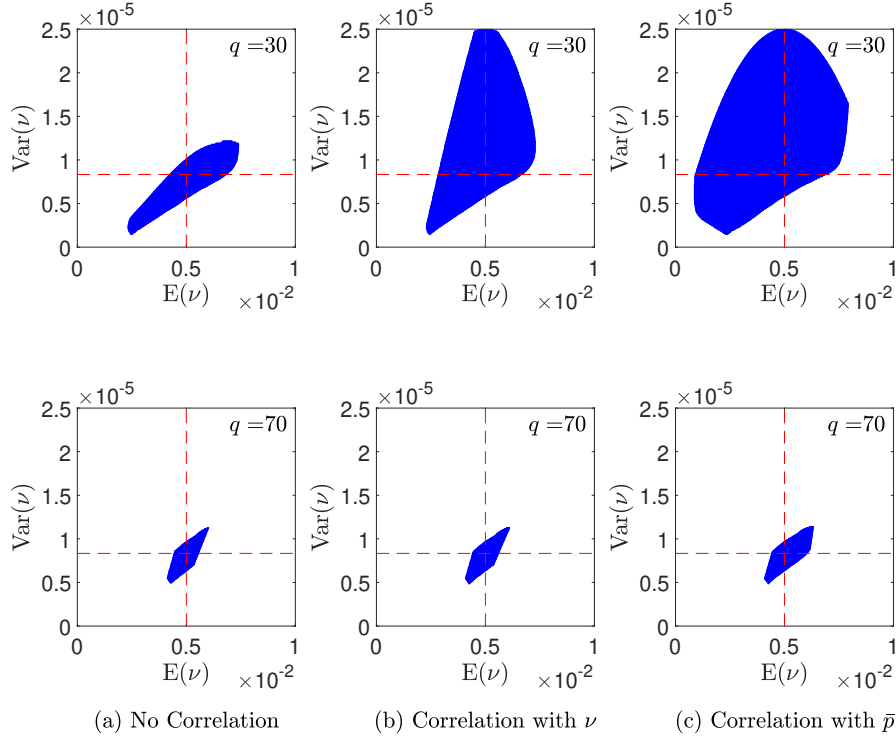 ×10⁻⁵ ×10⁻⁵ ×10⁻⁵
2.5 2.5 2.5
q =30 q =30 q =30
2 2 2
1.5 1.5 1.5
Var(ν) Var(ν) Var(ν)
1 1 1
0.5 0.5 0.5
0 0 0
0 0.5 1 0 0.5 1 0 0.5 1
E(ν) E(ν) E(ν)
×10⁻² ×10⁻² ×10⁻²
×10⁻⁵ ×10⁻⁵ ×10⁻⁵
2.5 2.5 2.5
q =70 q =70 q =70
2 2 2
1.5 1.5 1.5
Var(ν) Var(ν) Var(ν)
1 1 1
0.5 0.5 0.5
0 0 0
0 0.5 1 0 0.5 1 0 0.5 1
E(ν) E(ν) E(ν)
×10⁻² ×10⁻² ×10⁻²
(a) No Correlation (b) Correlation with ν (c) Correlation with p̄